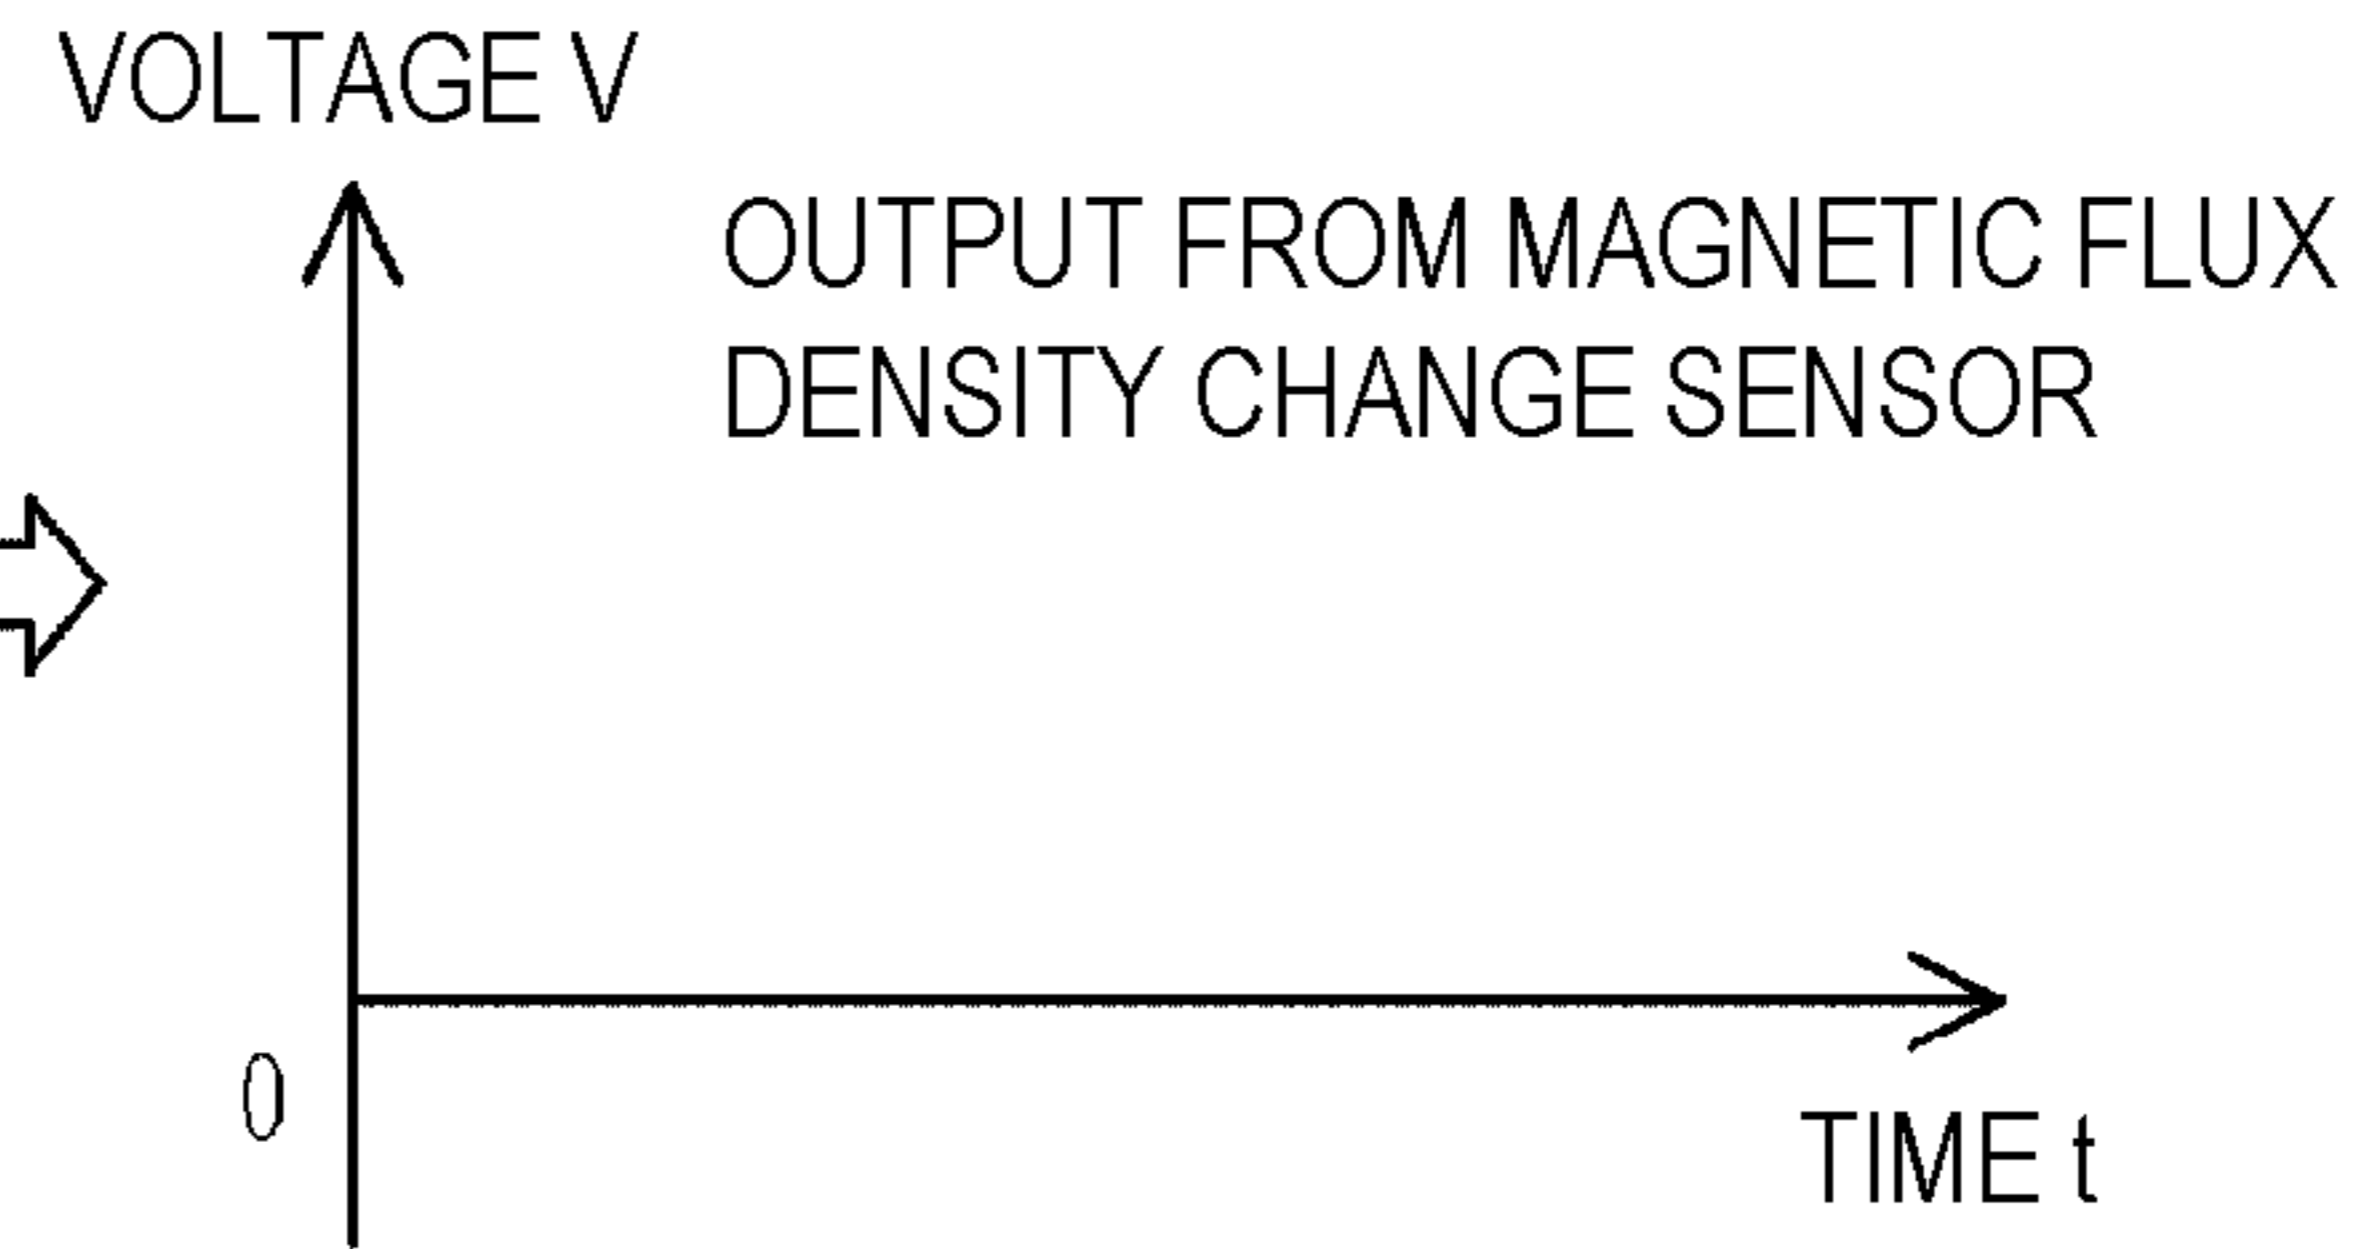 VOLTAGE V
OUTPUT FROM MAGNETIC FLUX
DENSITY CHANGE SENSOR
0
TIME t